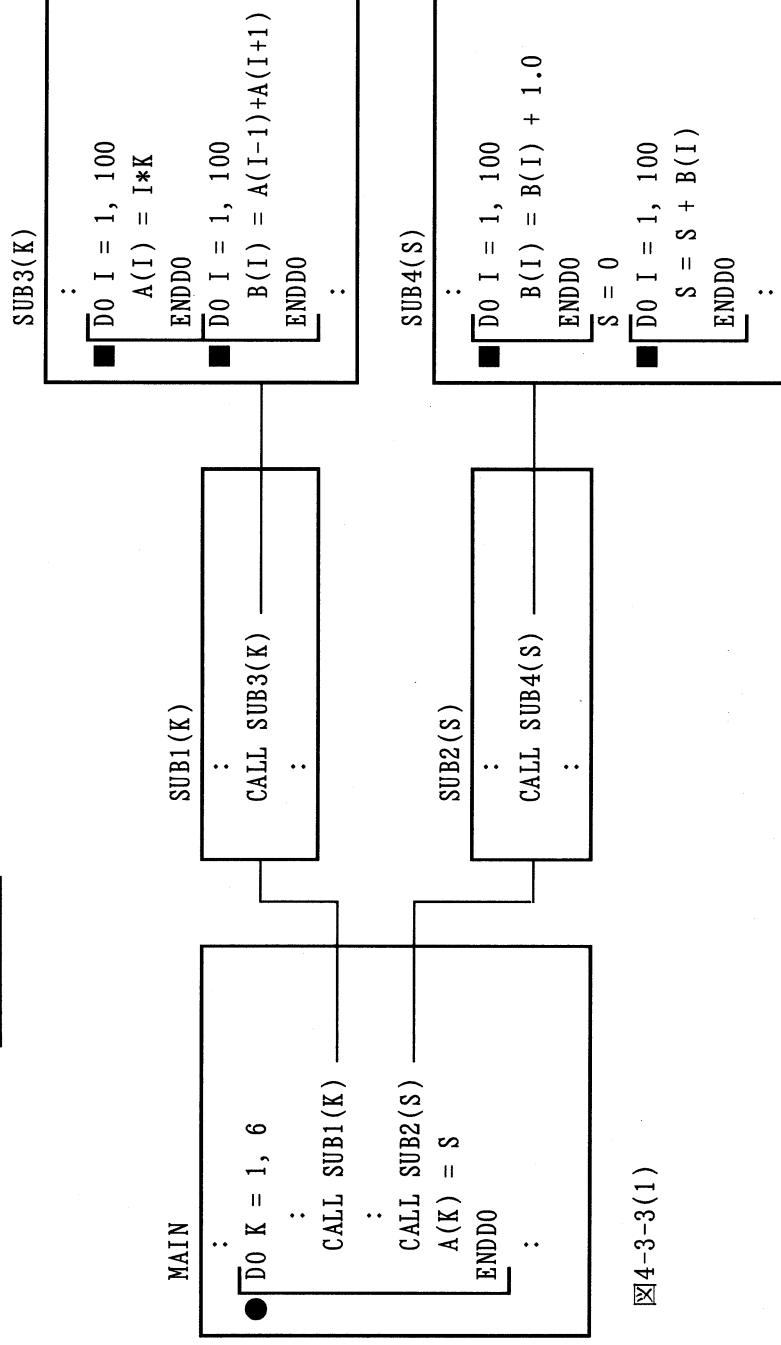 MAIN
:
DO K = 1, 6
:
CALL SUB1(K)
:
CALL SUB2(S)
A(K) = S
ENDDO
:
SUB1(K)
:
CALL SUB3(K)
:
SUB2(S)
:
CALL SUB4(S)
:
SUB3(K)
:
DO I = 1, 100
A(I) = I*K
ENDDO
DO I = 1, 100
B(I) = A(I-1)+A(I+1)
ENDDO
:
SUB4(S)
:
DO I = 1, 100
B(I) = B(I) + 1.0
ENDDO
S = 0
DO I = 1, 100
S = S + B(I)
ENDDO
:
図4-3-3(1)